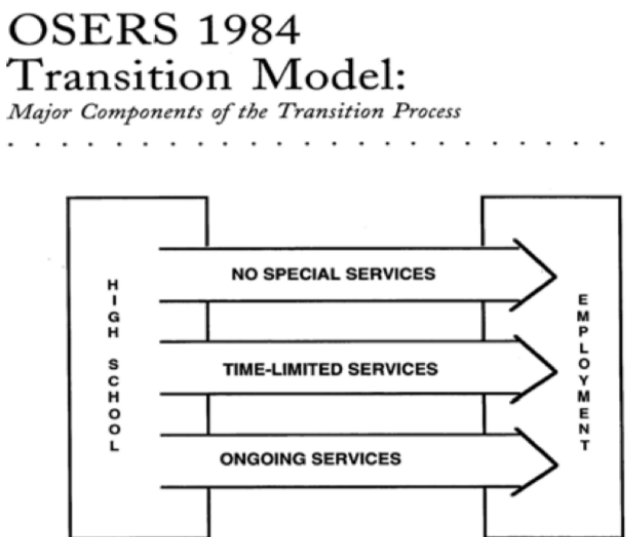 OSERS 1984
Transition Model:
Major Components of the Transition Process
HIGH SCHOOL
NO SPECIAL SERVICES
TIME-LIMITED SERVICES
ONGOING SERVICES
EMPLOYMENT